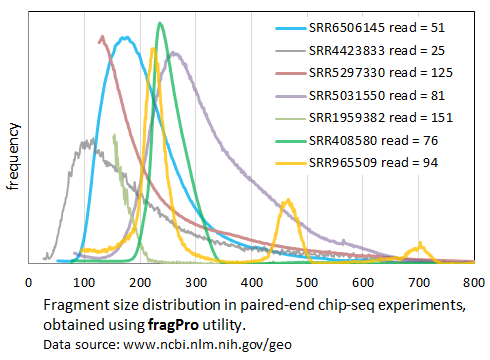 SRR6506145 read = 51
SRR4423833 read = 25
SRR5297330 read = 125
SRR5031550 read = 81
SRR1959382 read = 151
SRR408580 read = 76
SRR965509 read = 94
frequency
0 100 200 300 400 500 600 700 800
Fragment size distribution in paired-end chip-seq experiments,
obtained using fragPro utility.
Data source: www.ncbi.nlm.nih.gov/geo